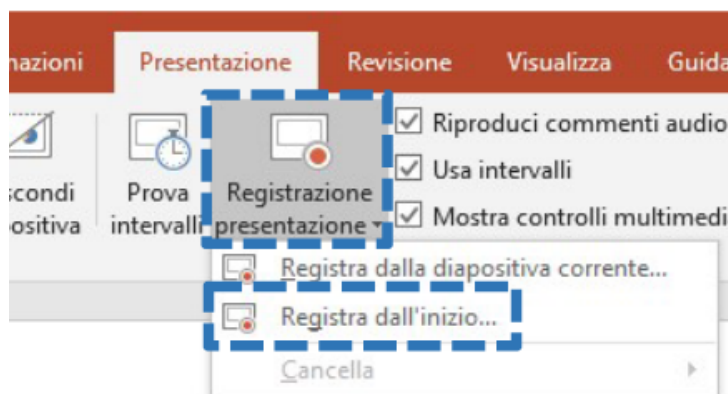 Presentazione Revisione Visualizza
Riproduci commenti audio
Usa intervalli
Prova Registrazione
intervalli presentazione Mostra controlli
Registra dalla diapositiva corrente...
Registra dall'inizio...
Cancella